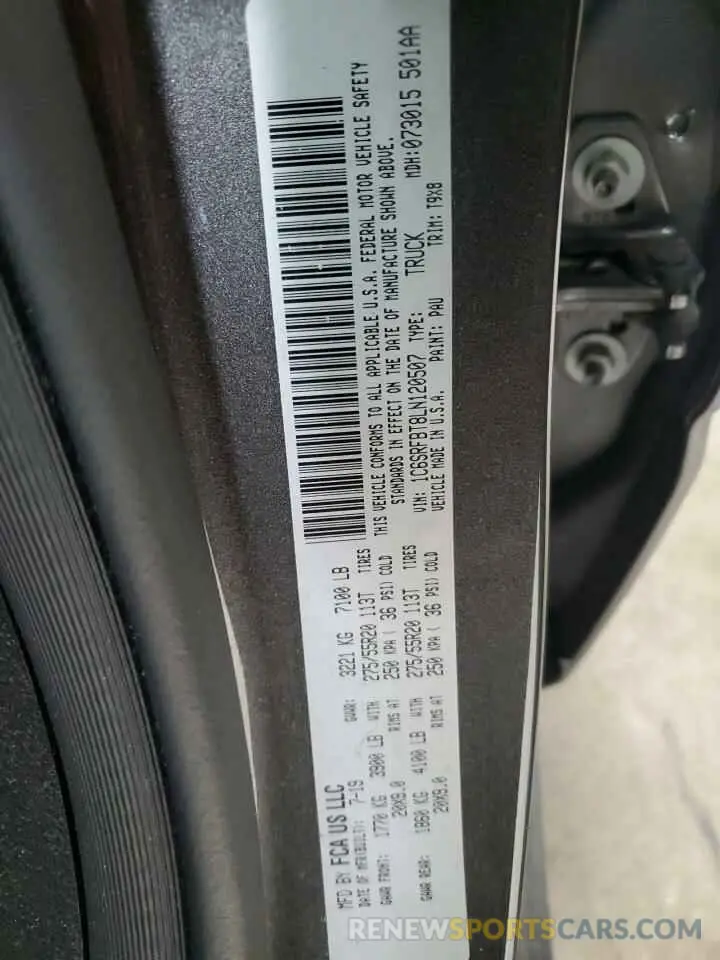 MFD BY FCA US LLC
DATE OF MFR(BUILT): 7-19 GVWR: 3221 KG 7100 LB
GAWR FRONT: 1770 KG 3900 LB WITH 275/55R20 113T TIRES
20X9.0 RIMS AT 250 KPA ( 36 PSI) COLD
GAWR REAR: 1860 KG 4100 LB WITH 275/55R20 113T TIRES
20X9.0 RIMS AT 250 KPA ( 36 PSI) COLD
THIS VEHICLE CONFORMS TO ALL APPLICABLE U.S.A. FEDERAL MOTOR VEHICLE SAFETY
STANDARDS IN EFFECT ON THE DATE OF MANUFACTURE SHOWN ABOVE.
VIN: 1C6SRFBT8LN120507 TYPE: TRUCK MDH:073015 501AA
VEHICLE MADE IN U.S.A. PAINT: PAU TRIM: T9X8
RENEWSPORTSCARS.COM